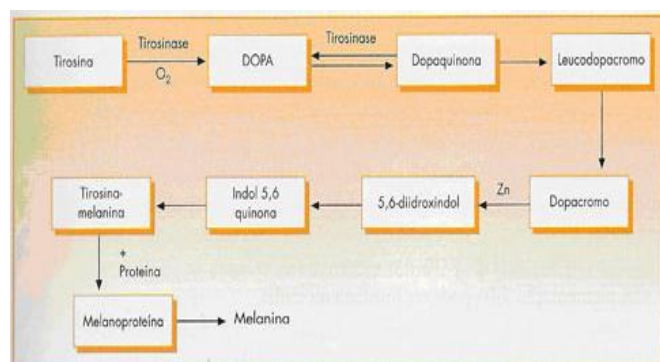 Tirosina
Tirosinase
O2
DOPA
Tirosinase
Dopaquinona
Leucodopacromo
Dopacromo
Zn
5,6-diidroxindol
Indol 5,6
quinona
Tirosina-
melanina
+
Proteína
Melanoproteína
Melanina